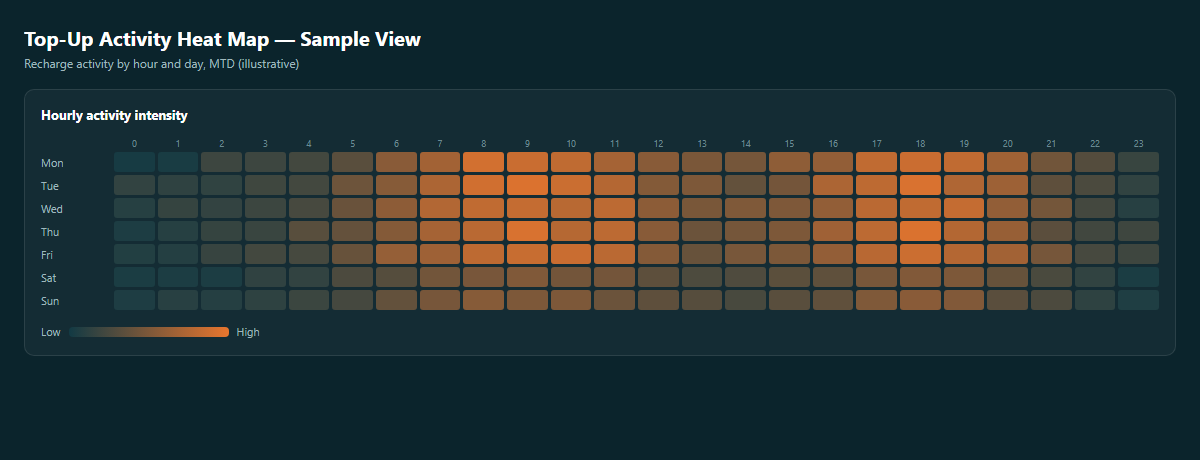 Top-Up Activity Heat Map — Sample View
Recharge activity by hour and day, MTD (illustrative)
Hourly activity intensity
0 1 2 3 4 5 6 7 8 9 10 11 12 13 14 15 16 17 18 19 20 21 22 23
Mon
Tue
Wed
Thu
Fri
Sat
Sun
Low High